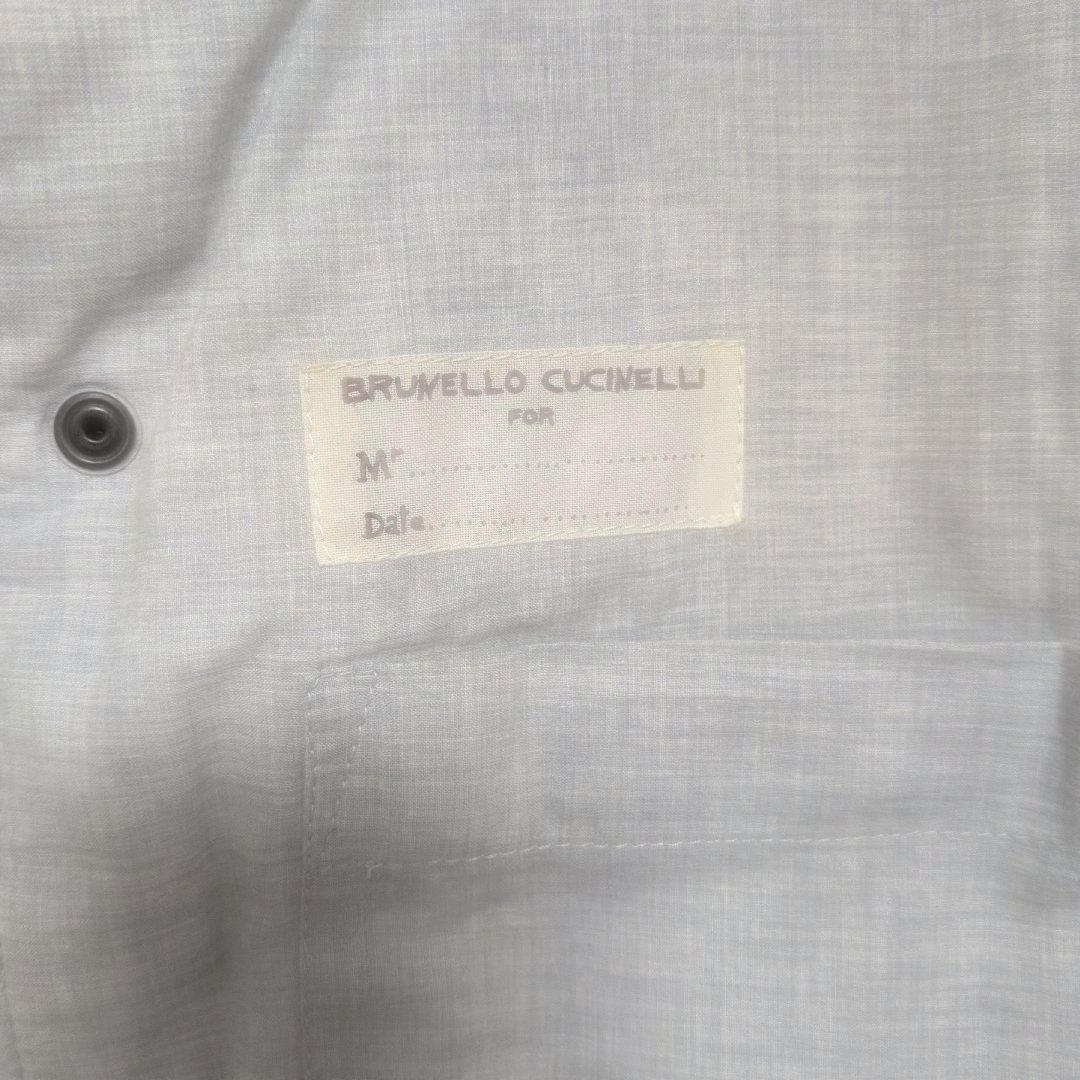 BRUNELLO CUCINELLI
FOR
Mr.............................
Date...........................